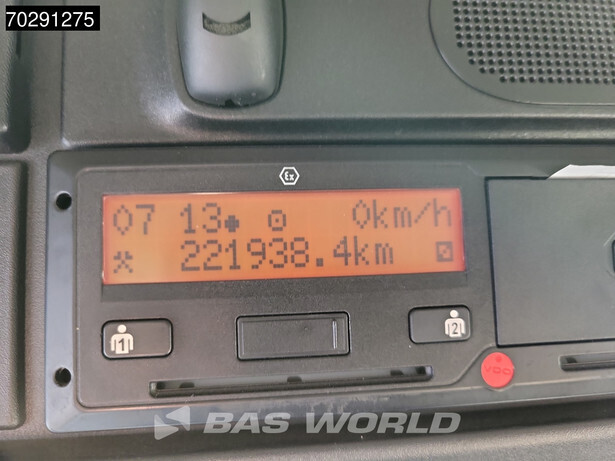 70291275
Ex
07 13 0km/h
221938.4km
1
2
VDO
BAS WORLD